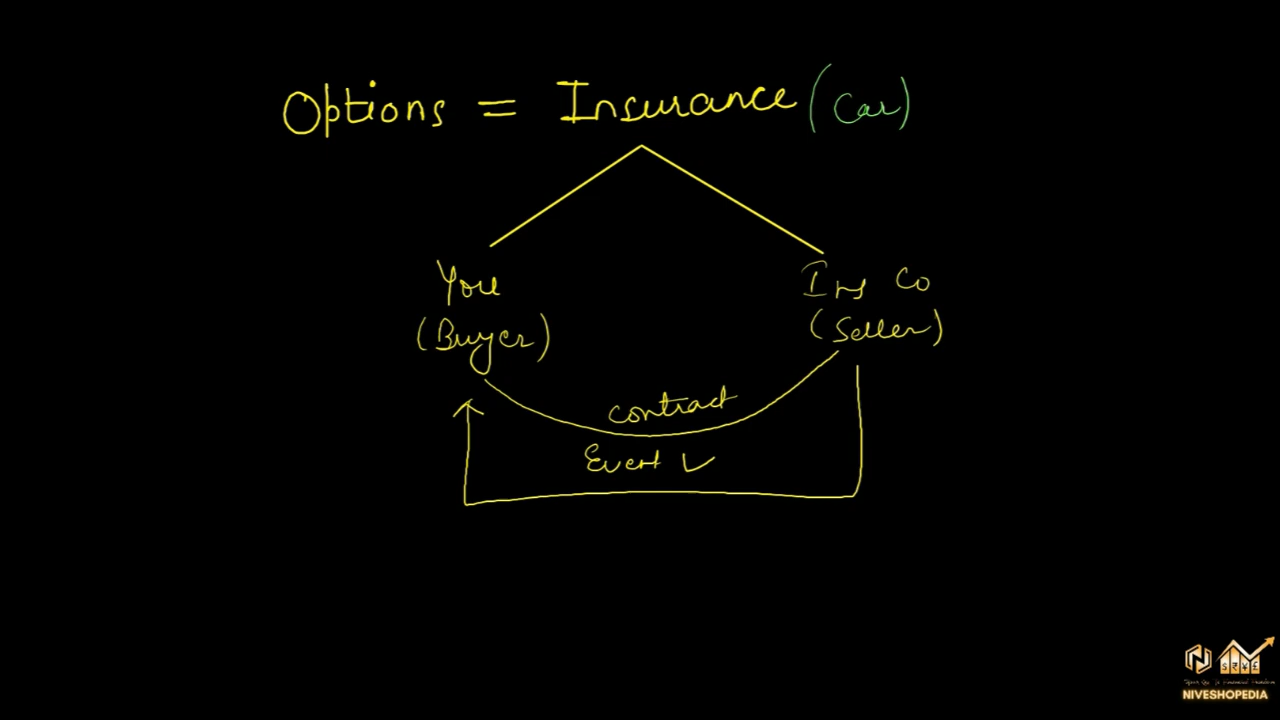 Options = Insurance (Car)
You Ins Co
(Buyer) (Seller)
contract
Event ✓
NIVESHOPEDIA